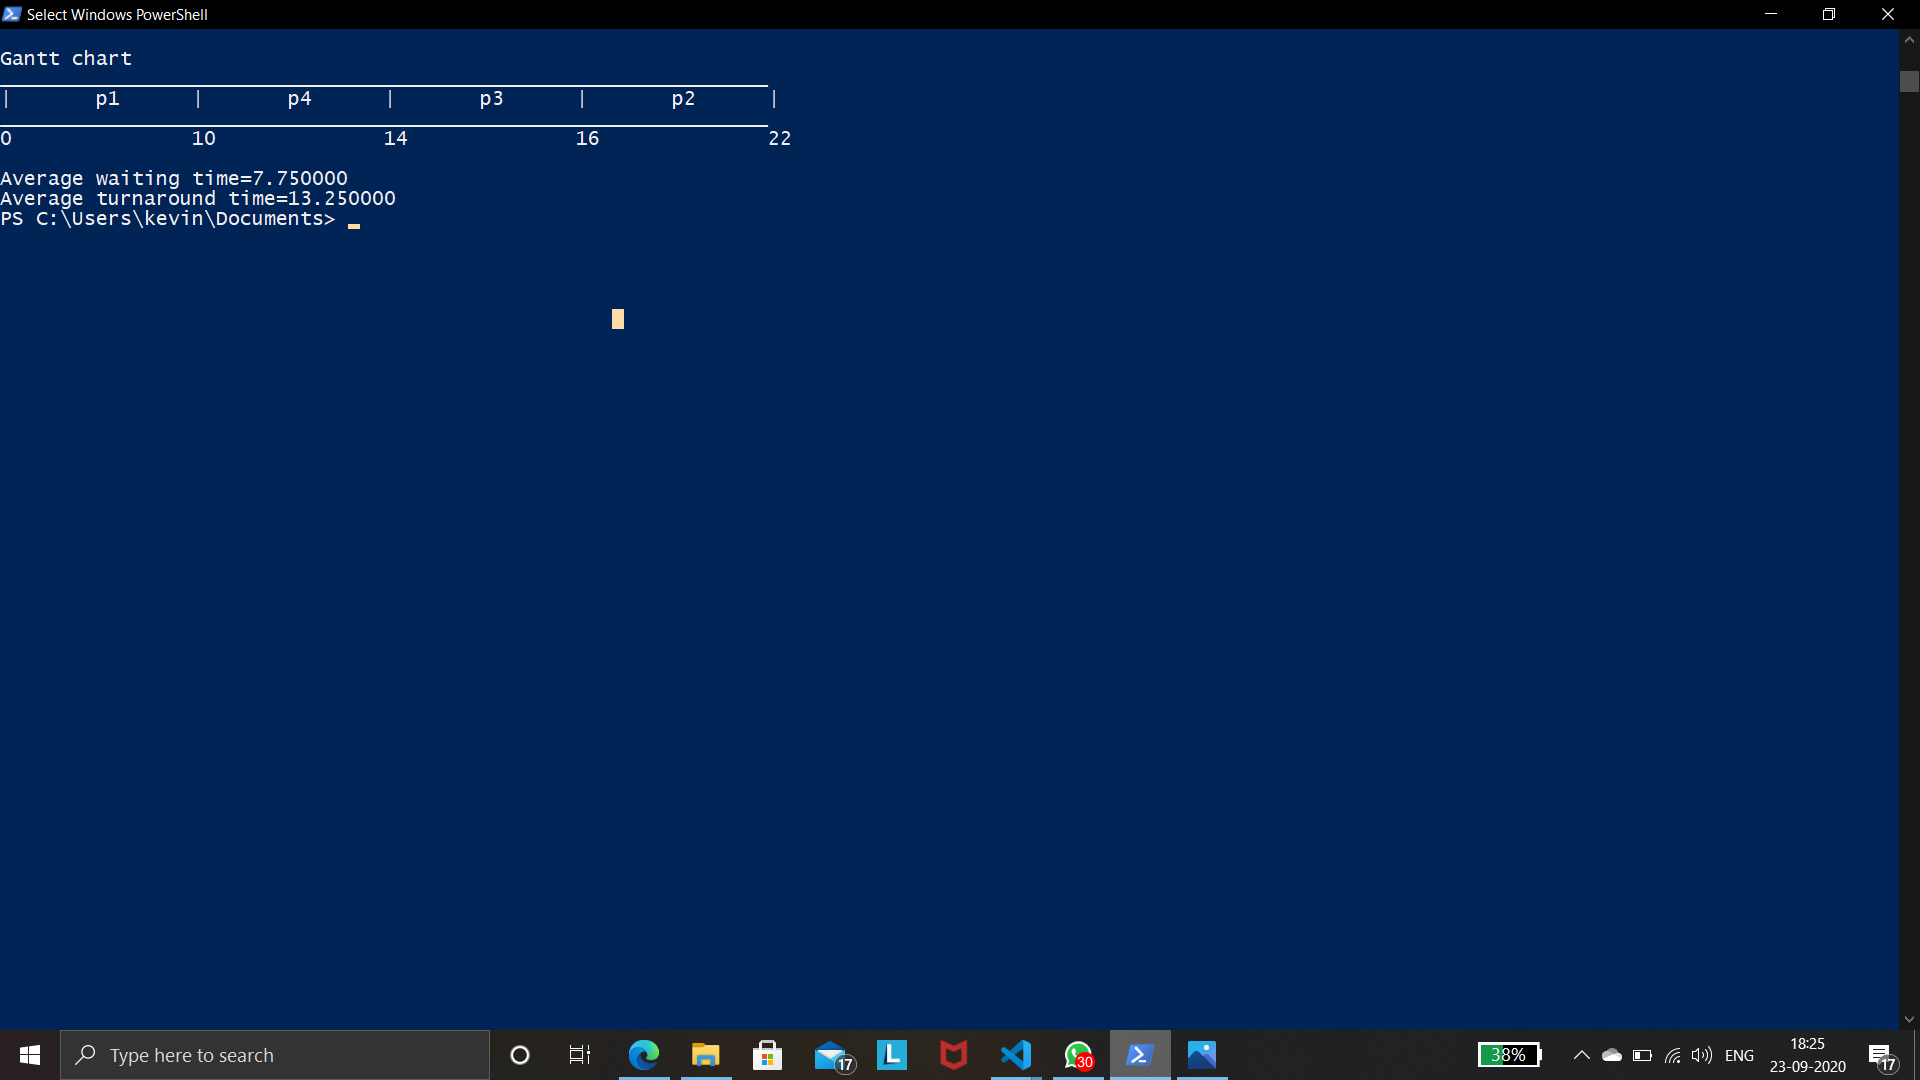 Select Windows PowerShell
Gantt chart
| p1 | p4 | p3 | p2 |
0 10 14 16 22
Average waiting time=7.750000
Average turnaround time=13.250000
PS C:\Users\kevin\Documents>
Type here to search
17
L
30
38%
ENG
18:25
23-09-2020
17